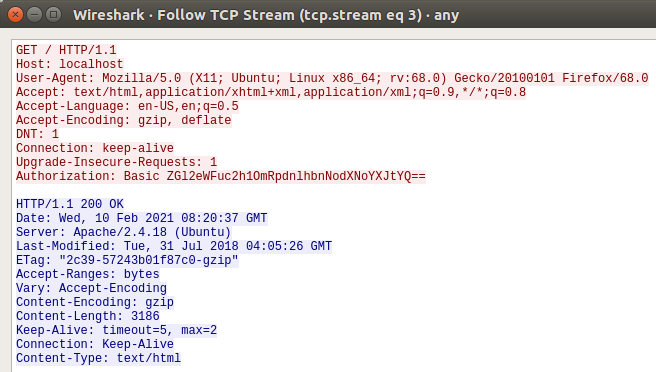 Wireshark · Follow TCP Stream (tcp.stream eq 3) · any
GET / HTTP/1.1
Host: localhost
User-Agent: Mozilla/5.0 (X11; Ubuntu; Linux x86_64; rv:68.0) Gecko/20100101 Firefox/68.0
Accept: text/html,application/xhtml+xml,application/xml;q=0.9,*/*;q=0.8
Accept-Language: en-US,en;q=0.5
Accept-Encoding: gzip, deflate
DNT: 1
Connection: keep-alive
Upgrade-Insecure-Requests: 1
Authorization: Basic ZGl2eWFuc2h1OmRpdnlhbnNodXNoYXJtYQ==
HTTP/1.1 200 OK
Date: Wed, 10 Feb 2021 08:20:37 GMT
Server: Apache/2.4.18 (Ubuntu)
Last-Modified: Tue, 31 Jul 2018 04:05:26 GMT
ETag: "2c39-57243b01f87c0-gzip"
Accept-Ranges: bytes
Vary: Accept-Encoding
Content-Encoding: gzip
Content-Length: 3186
Keep-Alive: timeout=5, max=2
Connection: Keep-Alive
Content-Type: text/html